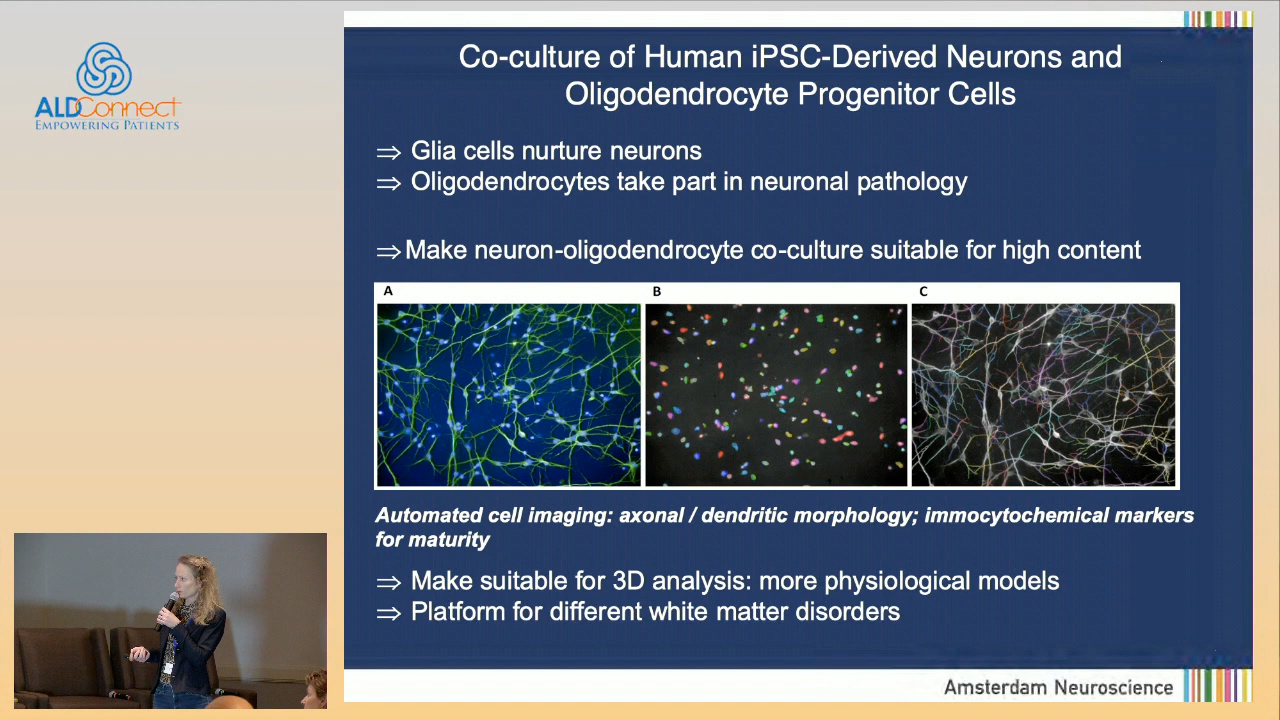 ALDConnect
EMPOWERING PATIENTS
Co-culture of Human iPSC-Derived Neurons and
Oligodendrocyte Progenitor Cells
⇒ Glia cells nurture neurons
⇒ Oligodendrocytes take part in neuronal pathology
⇒Make neuron-oligodendrocyte co-culture suitable for high content
A B C
Automated cell imaging: axonal / dendritic morphology; immocytochemical markers
for maturity
⇒ Make suitable for 3D analysis: more physiological models
⇒ Platform for different white matter disorders
Amsterdam Neuroscience